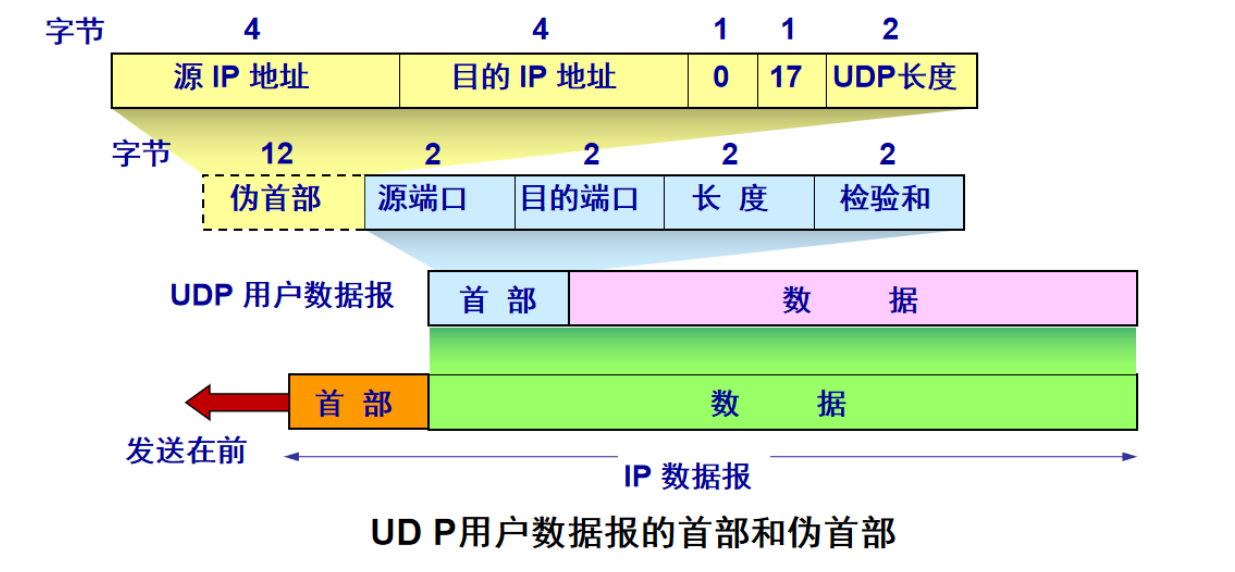 字节 4 4 1 1 2
源 IP 地址 目的 IP 地址 0 17 UDP长度
字节 12 2 2 2 2
伪首部 源端口 目的端口 长 度 检验和
UDP 用户数据报 首 部 数 据
首 部 数 据
发送在前
IP 数据报
UD P用户数据报的首部和伪首部